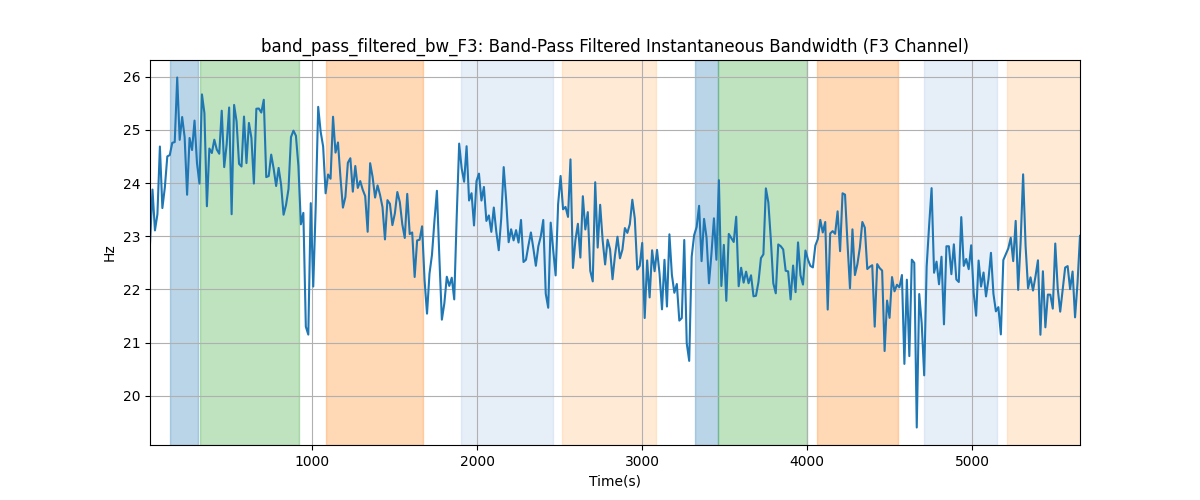 band_pass_filtered_bw_F3: Band-Pass Filtered Instantaneous Bandwidth (F3 Channel)
26
25
24
23
22
21
20
Hz
1000 2000 3000 4000 5000
Time(s)